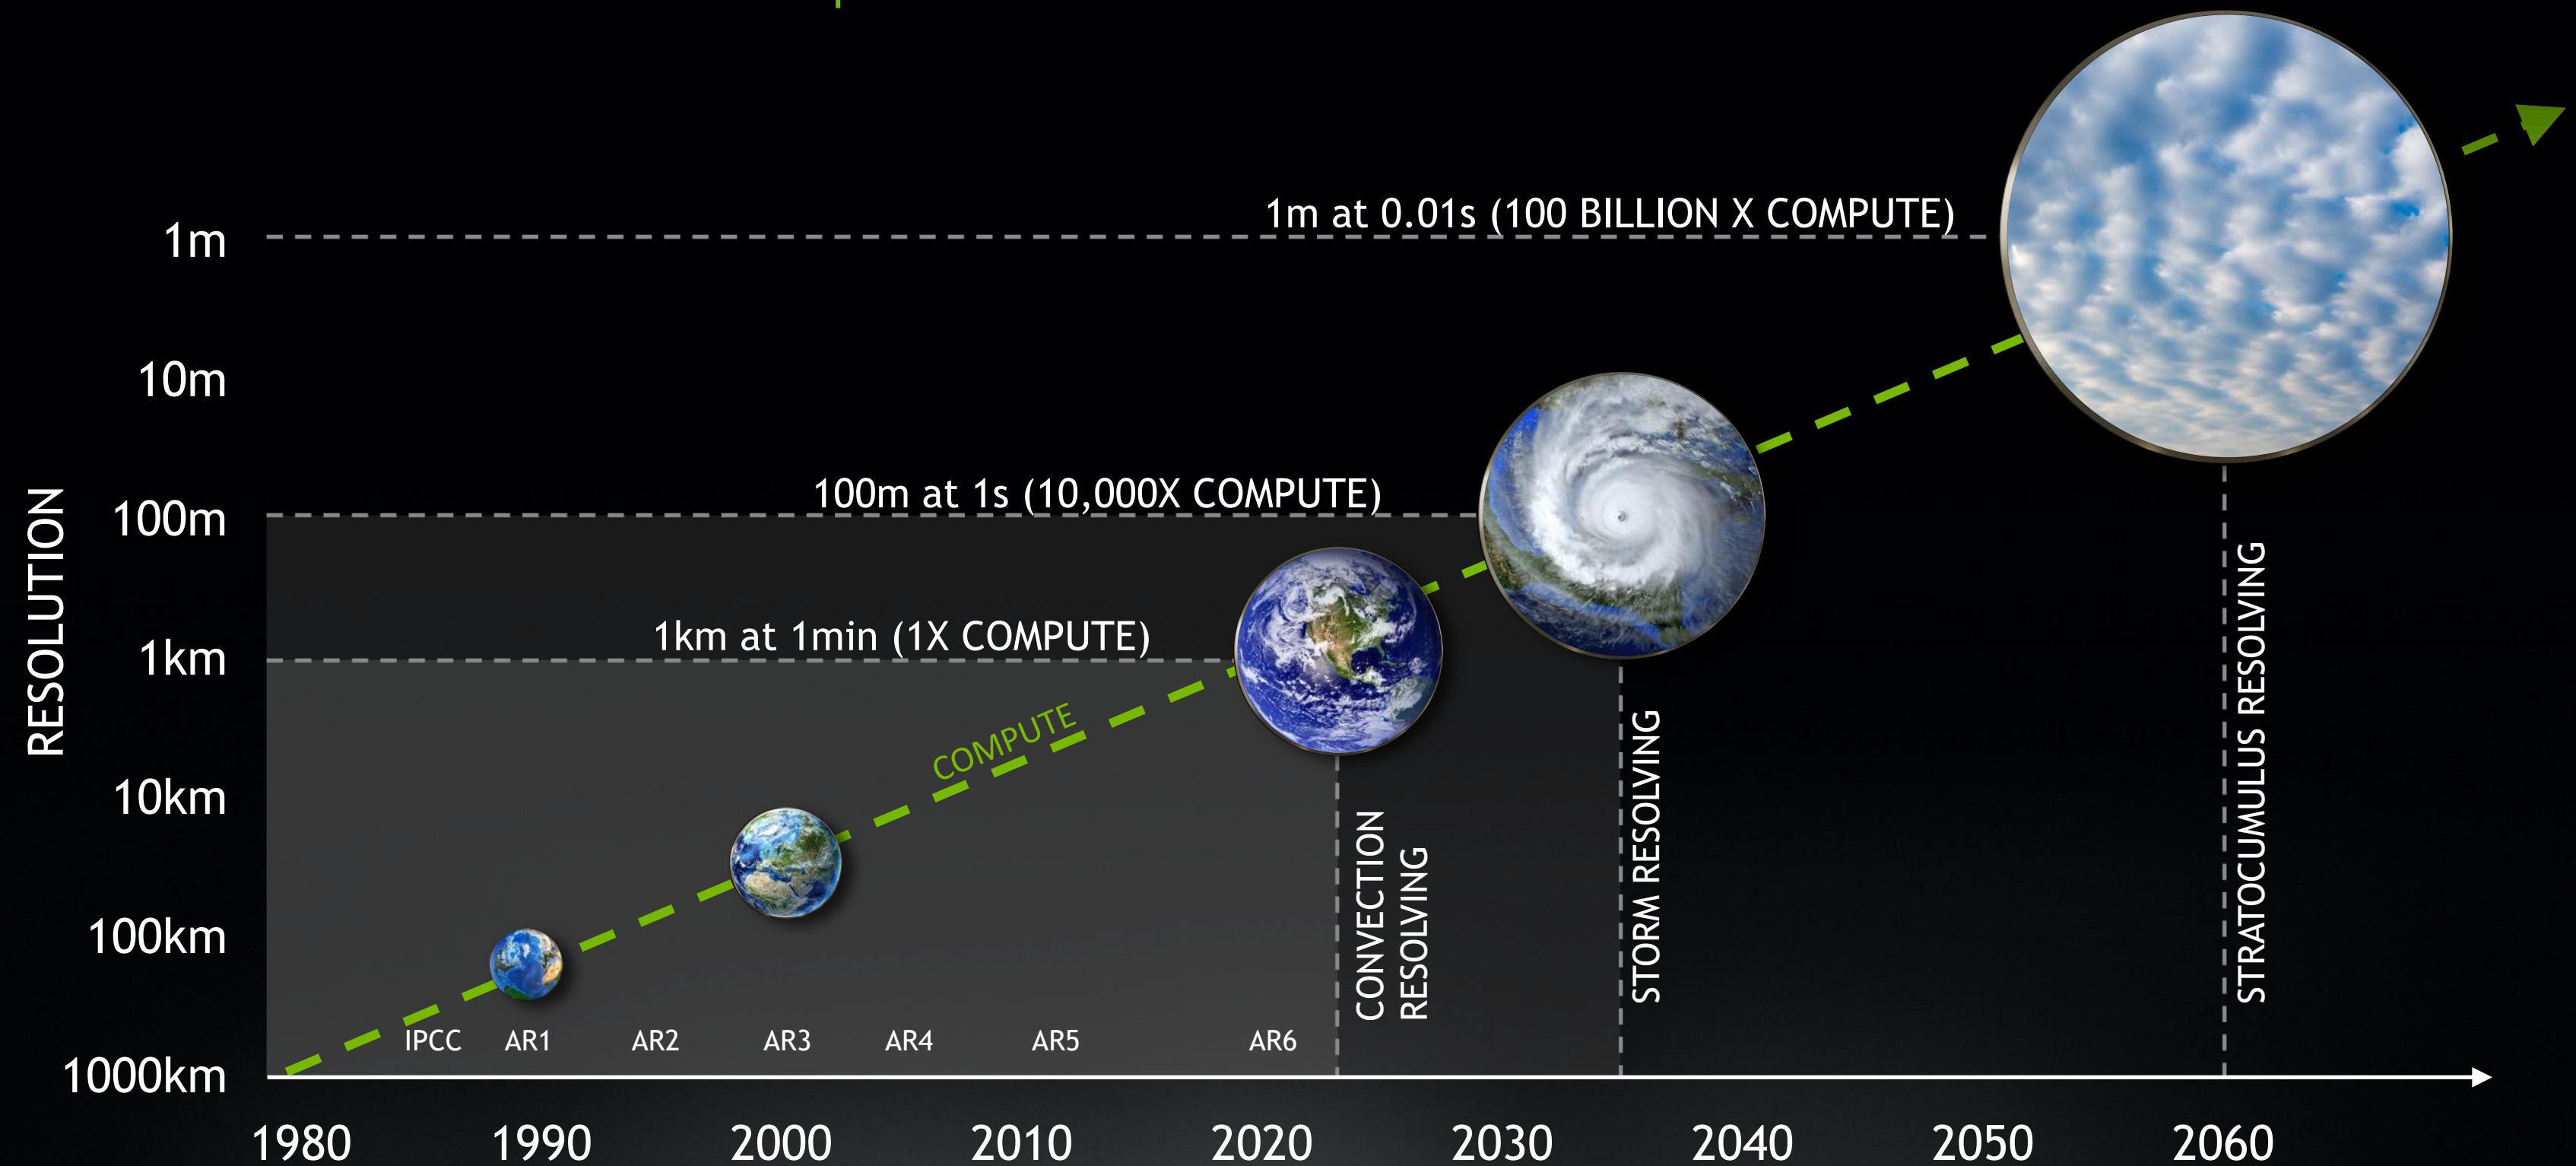 1m at 0.01s (100 BILLION X COMPUTE)
1m
10m
100m at 1s (10,000X COMPUTE)
100m
1km at 1min (1X COMPUTE)
1km
10km
100km
1000km
RESOLUTION
COMPUTE
CONVECTION
RESOLVING
STORM RESOLVING
STRATOCUMULUS RESOLVING
IPCC AR1 AR2 AR3 AR4 AR5 AR6
1980 1990 2000 2010 2020 2030 2040 2050 2060